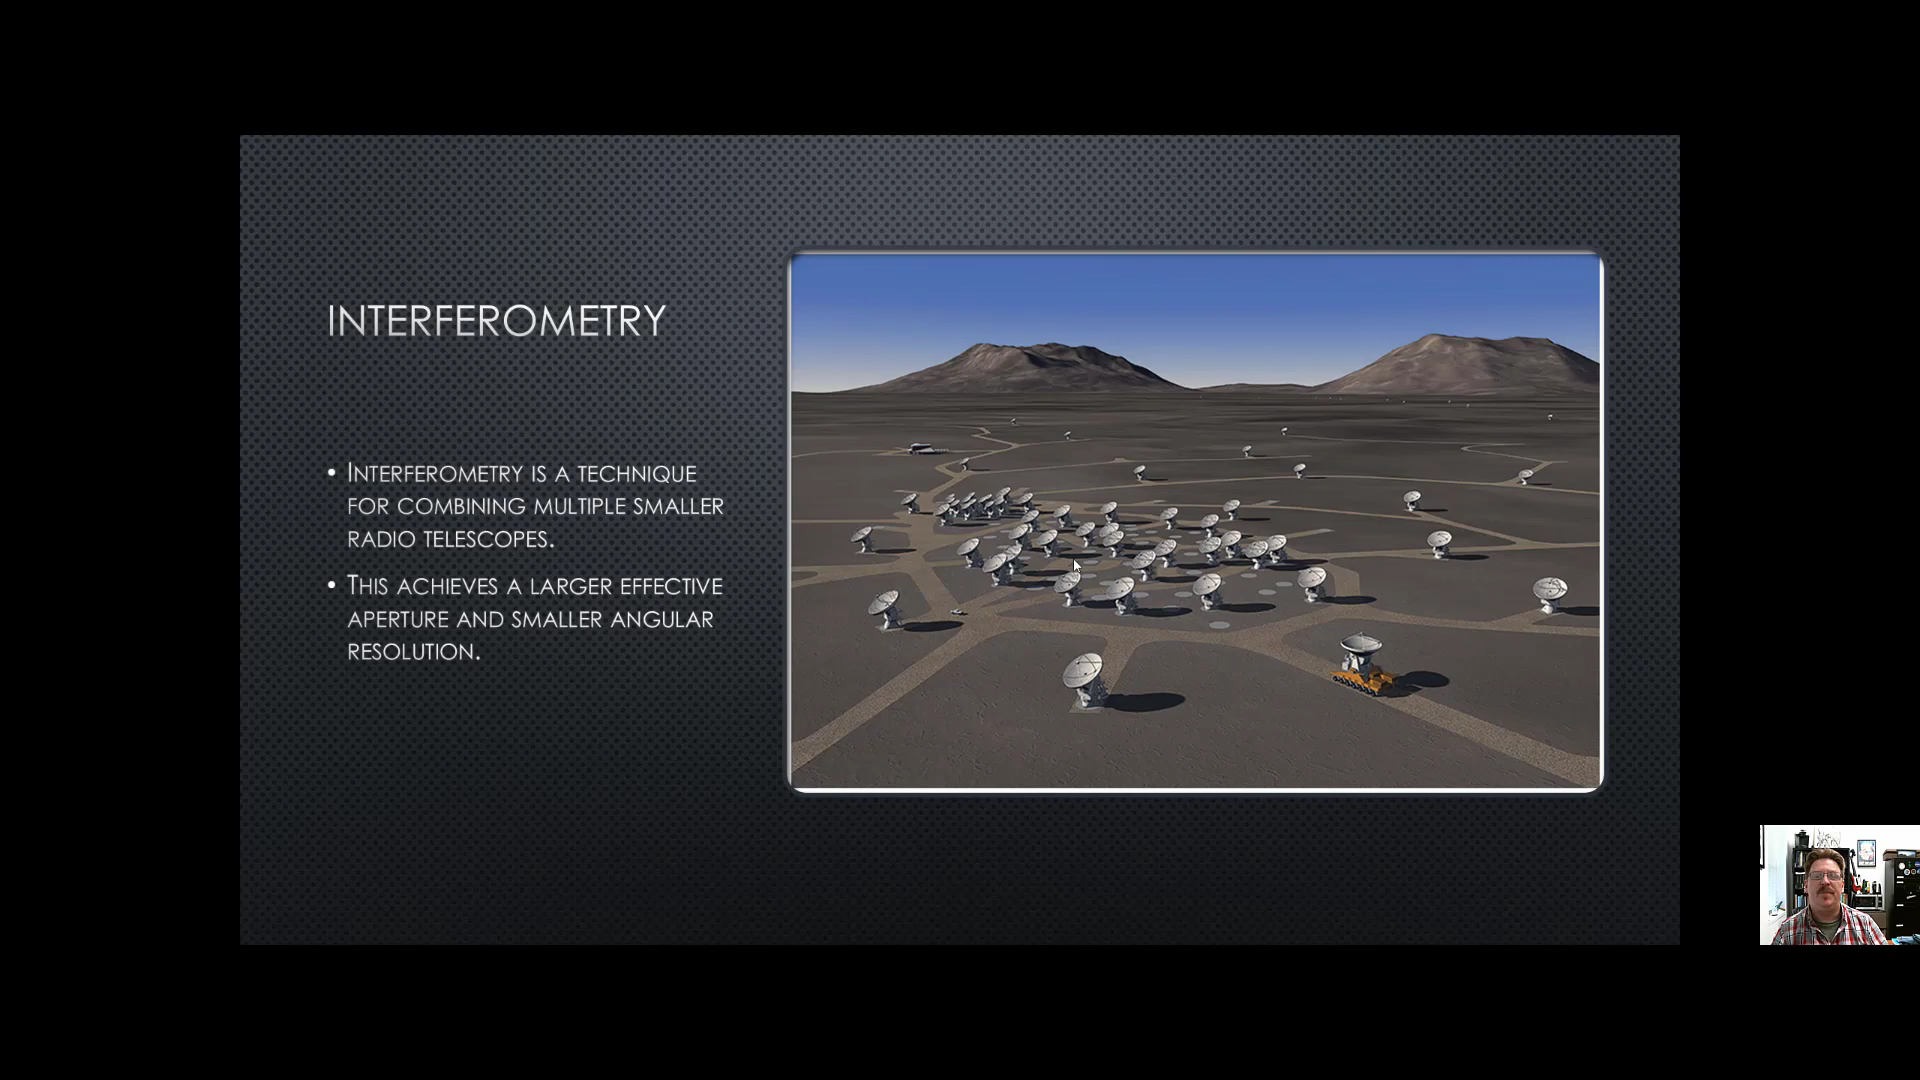 INTERFEROMETRY
• INTERFEROMETRY IS A TECHNIQUE
FOR COMBINING MULTIPLE SMALLER
RADIO TELESCOPES.
• THIS ACHIEVES A LARGER EFFECTIVE
APERTURE AND SMALLER ANGULAR
RESOLUTION.